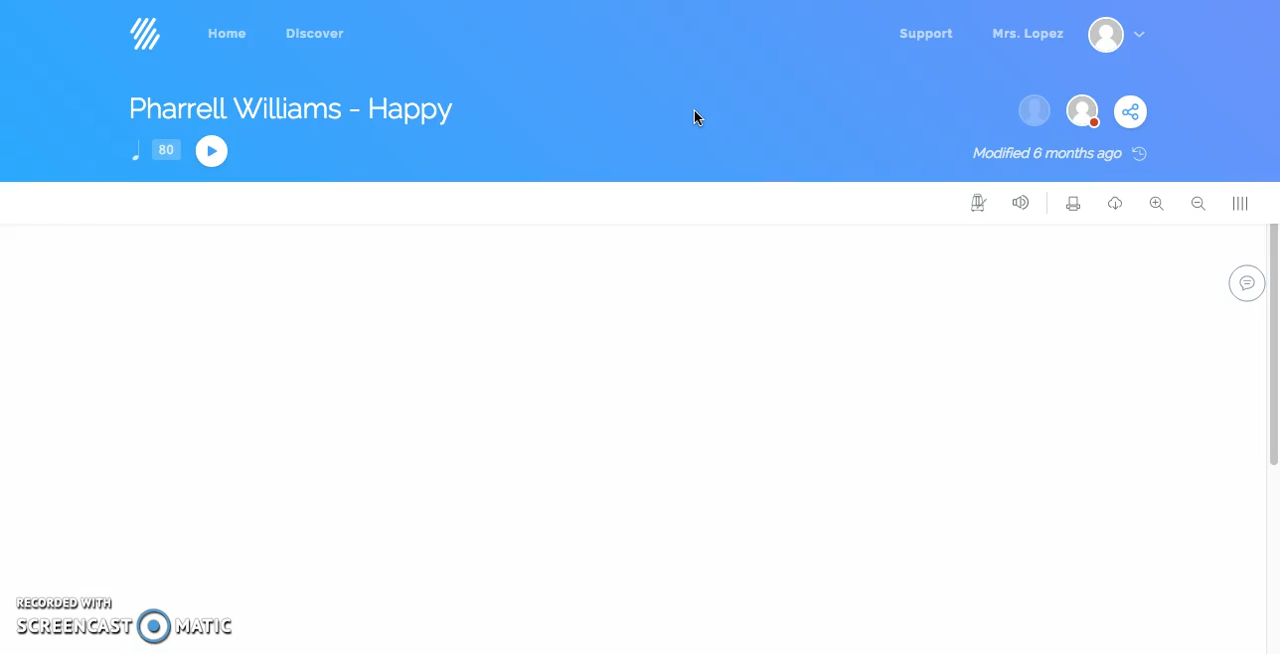 Home Discover Support Mrs. Lopez
Pharrell Williams - Happy
80
Modified 6 months ago
RECORDED WITH
SCREENCAST MATIC